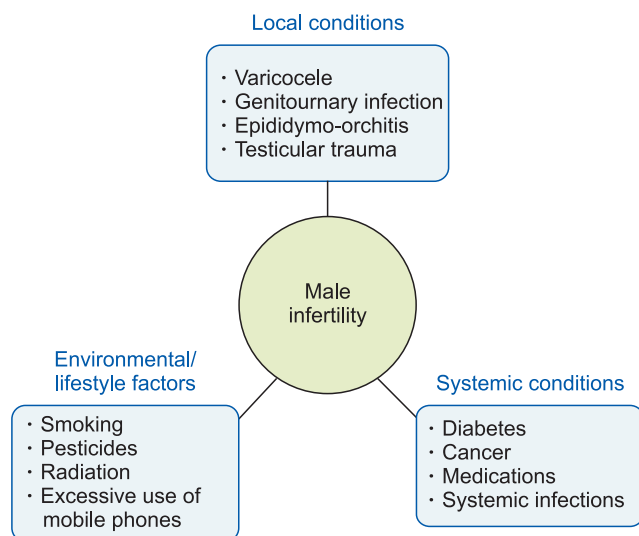 Local conditions
· Varicocele
· Genitournary infection
· Epididymo-orchitis
· Testicular trauma
Male
infertility
Environmental/
lifestyle factors
· Smoking
· Pesticides
· Radiation
· Excessive use of
mobile phones
Systemic conditions
· Diabetes
· Cancer
· Medications
· Systemic infections